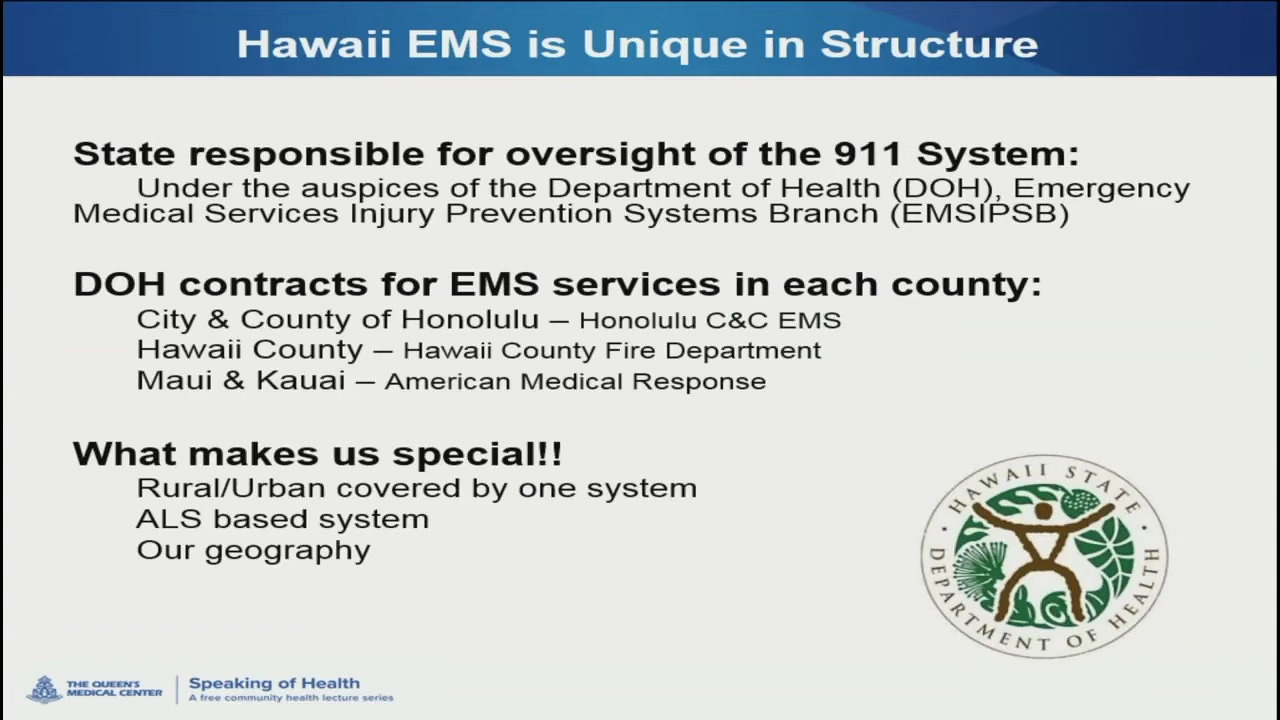 Hawaii EMS is Unique in Structure
State responsible for oversight of the 911 System:
Under the auspices of the Department of Health (DOH), Emergency
Medical Services Injury Prevention Systems Branch (EMSIPSB)
DOH contracts for EMS services in each county:
City & County of Honolulu – Honolulu C&C EMS
Hawaii County – Hawaii County Fire Department
Maui & Kauai – American Medical Response
What makes us special!!
Rural/Urban covered by one system
ALS based system
Our geography
HAWAII STATE
DEPARTMENT OF HEALTH
THE QUEEN'S
MEDICAL CENTER
Speaking of Health
A free community health lecture series